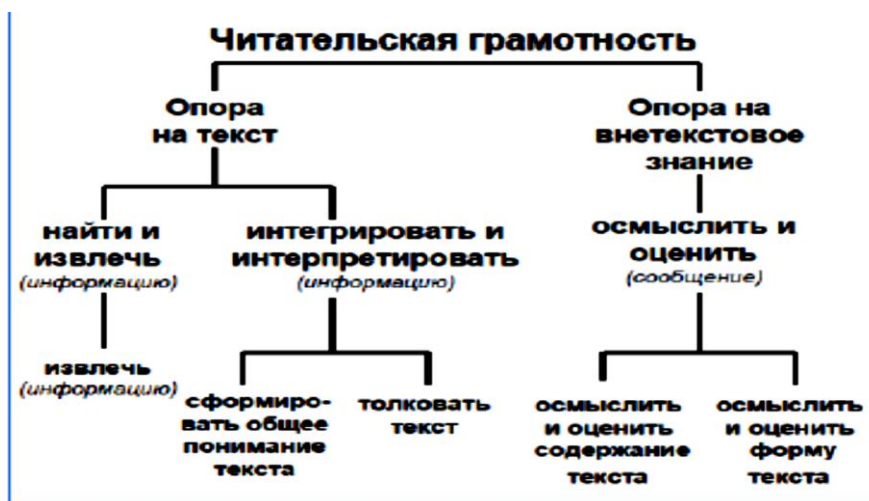 Читательская грамотность
Опора
на текст
Опора на
внетекстовое
знание
найти и
извлечь
(информацию)
интегрировать и
интерпретировать
(информацию)
осмыслить и
оценить
(сообщение)
извлечь
(информацию)
сформиро-
вать общее
понимание
текста
толковать
текст
осмыслить
и оценить
содержание
текста
осмыслить
и оценить
форму
текста